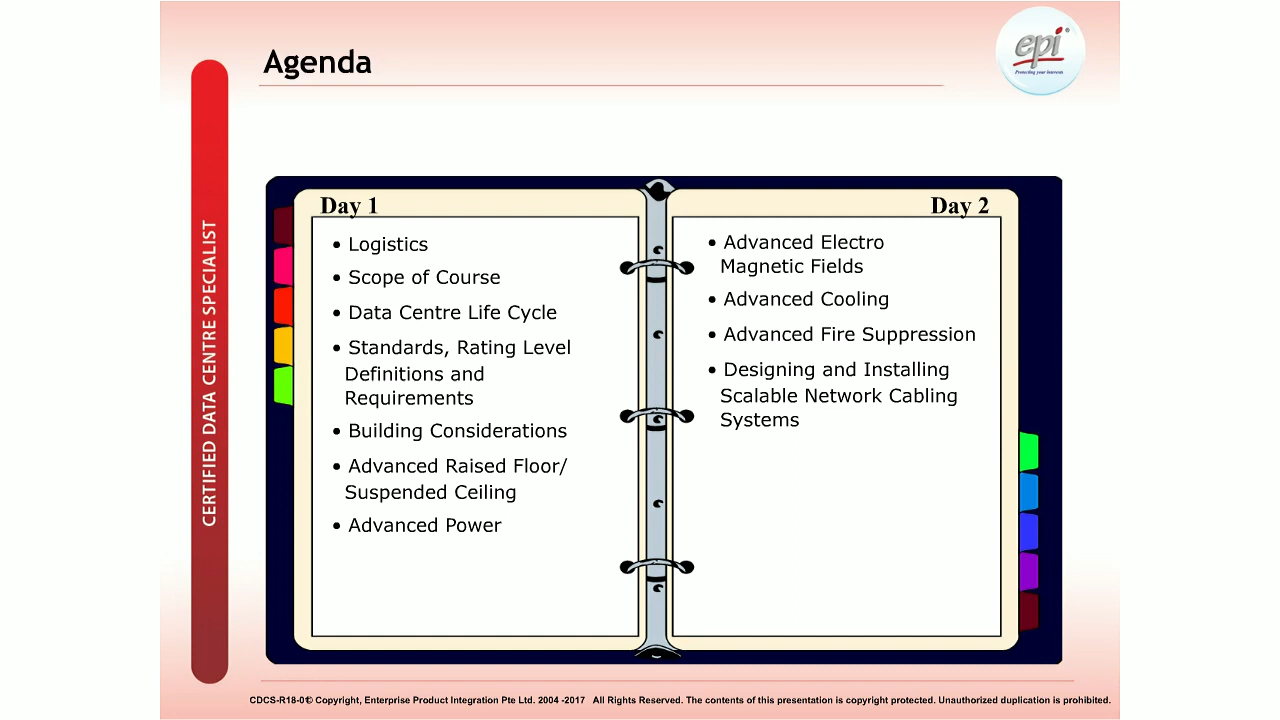 Agenda
epi®
Protecting your interests
CERTIFIED DATA CENTRE SPECIALIST
Day 1
• Logistics
• Scope of Course
• Data Centre Life Cycle
• Standards, Rating Level
Definitions and
Requirements
• Building Considerations
• Advanced Raised Floor/
Suspended Ceiling
• Advanced Power
Day 2
• Advanced Electro
Magnetic Fields
• Advanced Cooling
• Advanced Fire Suppression
• Designing and Installing
Scalable Network Cabling
Systems
CDCS-R18-01© Copyright, Enterprise Product Integration Pte Ltd. 2004 -2017 All Rights Reserved. The contents of this presentation is copyright protected. Unauthorized duplication is prohibited.